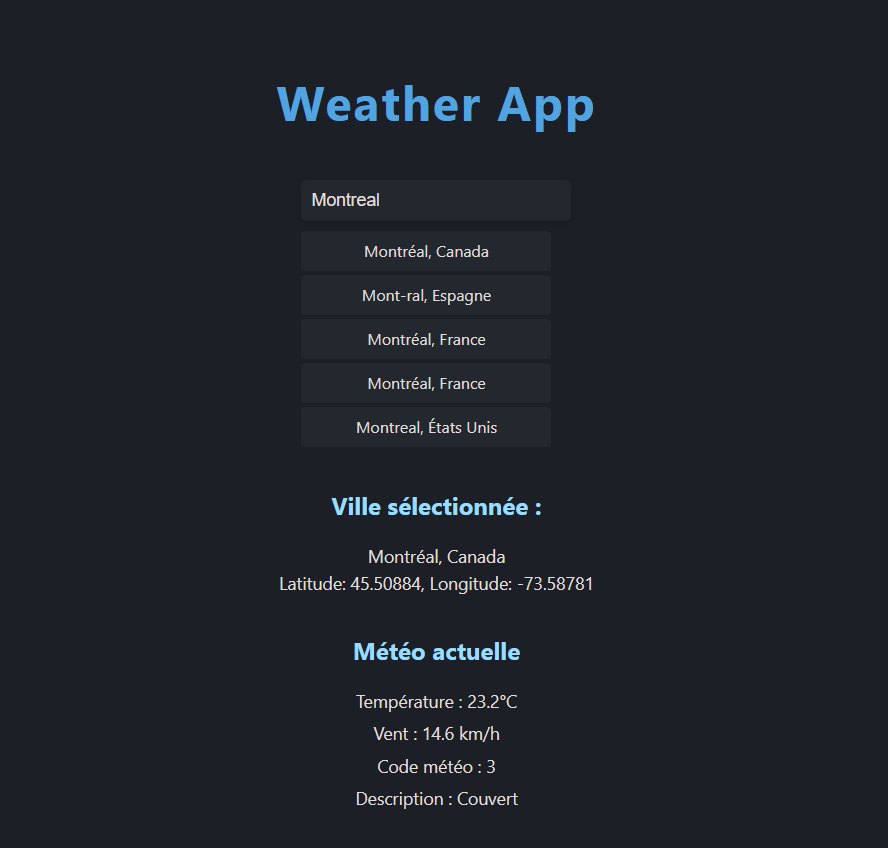 Weather App
Montreal
Montréal, Canada
Mont-ral, Espagne
Montréal, France
Montréal, France
Montreal, États Unis
Ville sélectionnée :
Montréal, Canada
Latitude: 45.50884, Longitude: -73.58781
Météo actuelle
Température : 23.2°C
Vent : 14.6 km/h
Code météo : 3
Description : Couvert